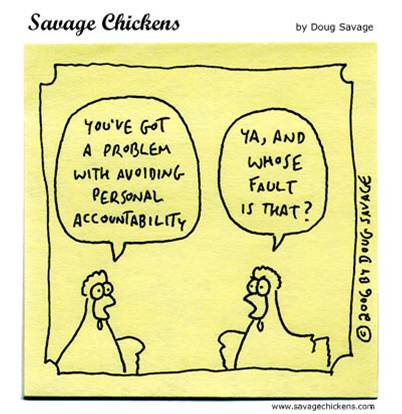 Savage Chickens
by Doug Savage
YOU'VE GOT
A PROBLEM
WITH AVOIDING
PERSONAL
ACCOUNTABILITY
YA, AND
WHOSE
FAULT
IS THAT?
© 2006 BY DOUG SAVAGE
www.savagechickens.com